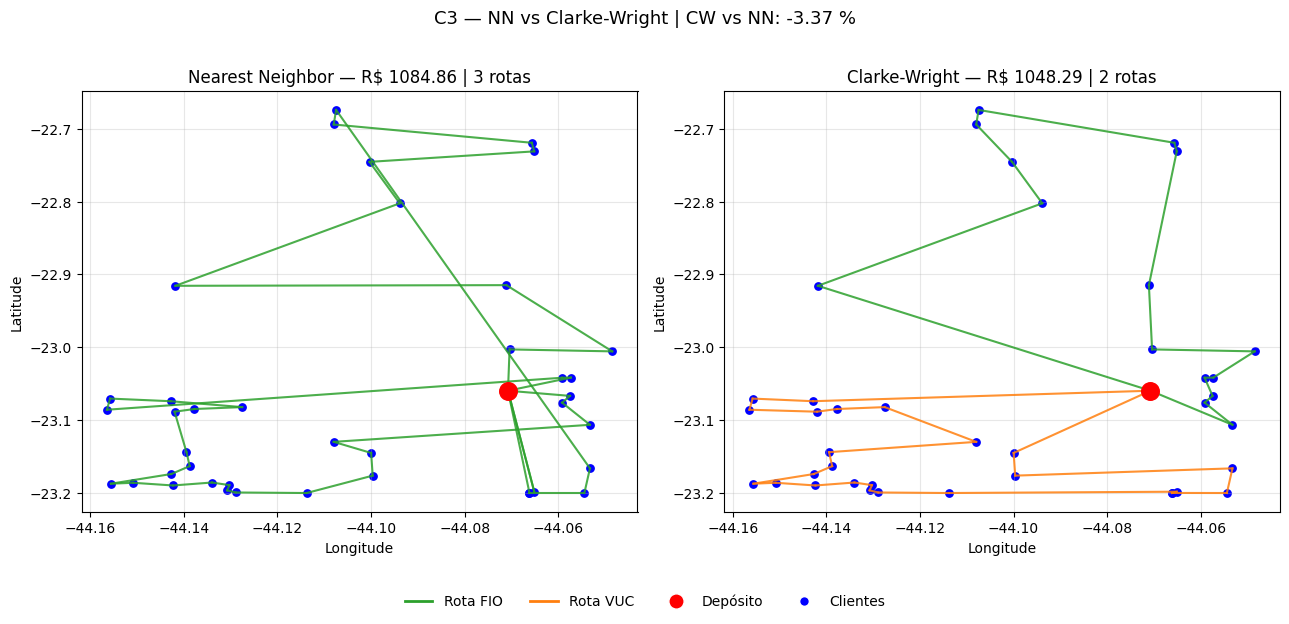 C3 — NN vs Clarke-Wright | CW vs NN: -3.37 %
Nearest Neighbor — R$ 1084.86 | 3 rotas
Clarke-Wright — R$ 1048.29 | 2 rotas
Latitude
−22.7
−22.8
−22.9
−23.0
−23.1
−23.2
−44.16
−44.14
−44.12
−44.10
−44.08
−44.06
Longitude
Latitude
−22.7
−22.8
−22.9
−23.0
−23.1
−23.2
−44.16
−44.14
−44.12
−44.10
−44.08
−44.06
Longitude
Rota FIO
Rota VUC
Depósito
Clientes